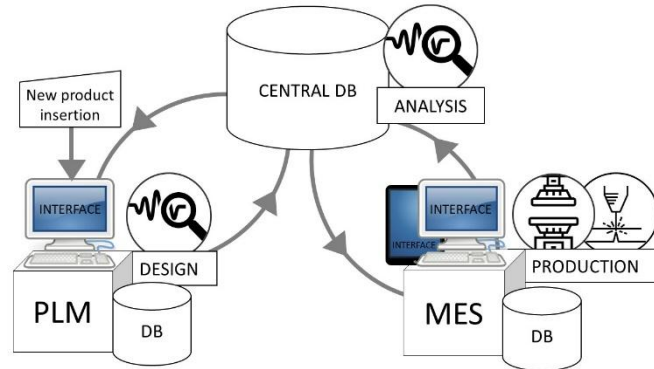 New product
insertion
CENTRAL DB
ANALYSIS
INTERFACE
DESIGN
PLM
DB
INTERFACE
INTERFACE
PRODUCTION
MES
DB